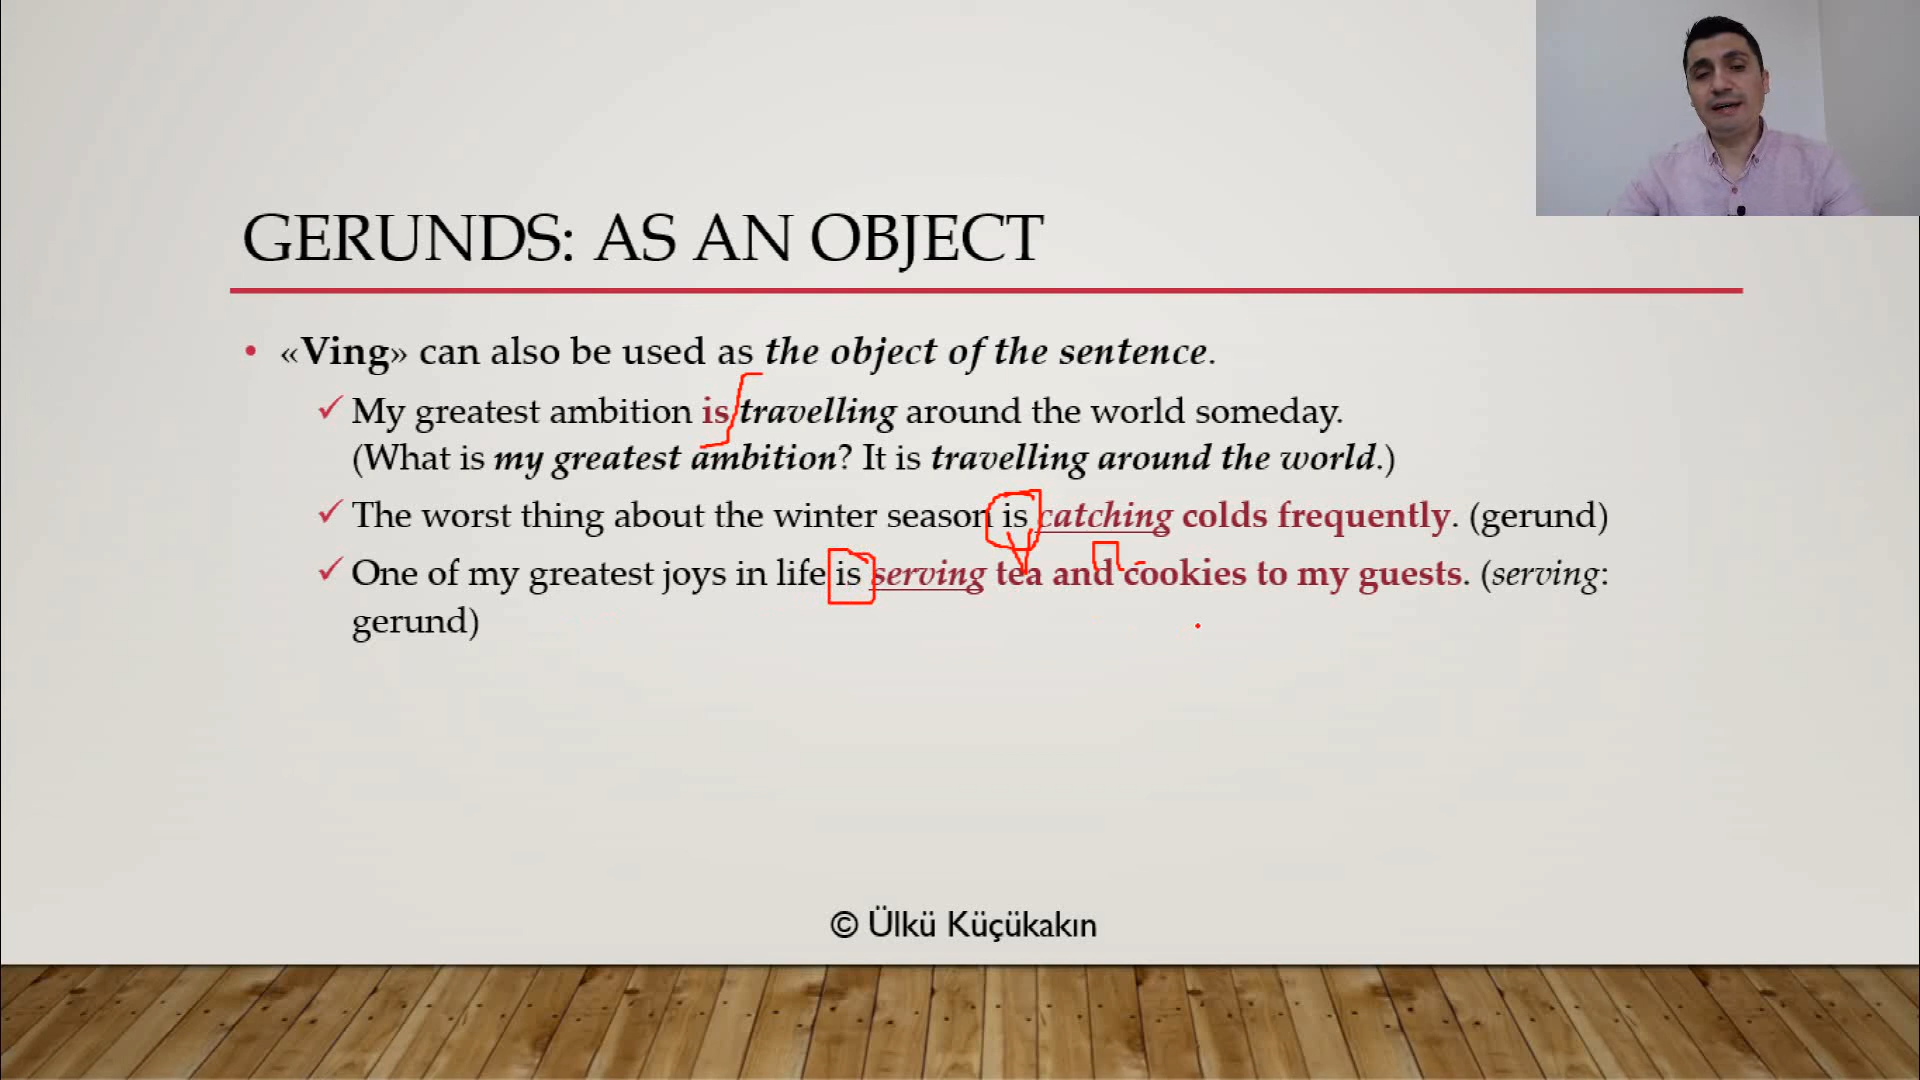 GERUNDS: AS AN OBJECT
• «Ving» can also be used as the object of the sentence.
✓ My greatest ambition is travelling around the world someday.
(What is my greatest ambition? It is travelling around the world.)
✓ The worst thing about the winter season is catching colds frequently. (gerund)
✓ One of my greatest joys in life is serving tea and cookies to my guests. (serving:
gerund)
© Ülkü Küçükakın